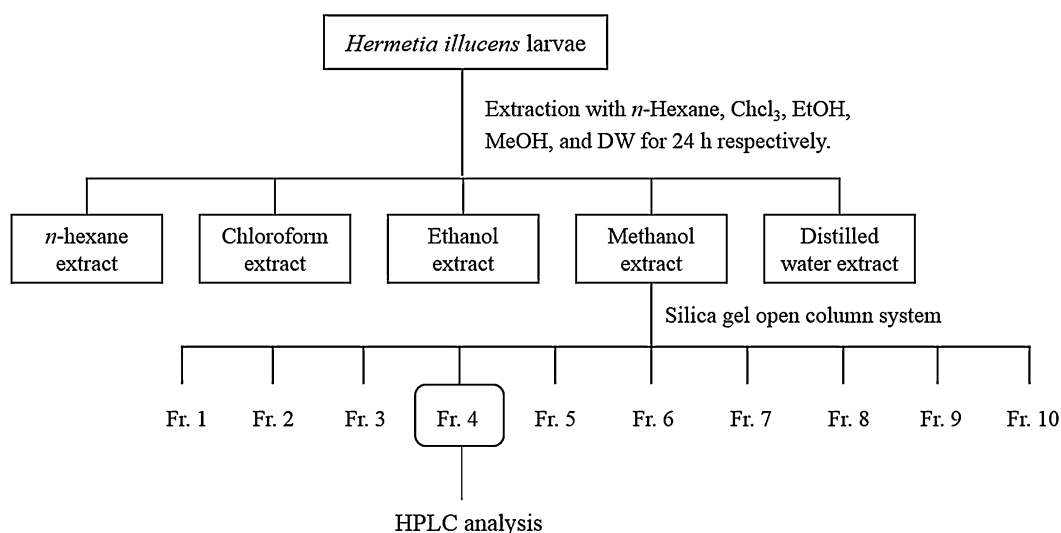 Hermetia illucens larvae
Extraction with n-Hexane, Chcl₃, EtOH,
MeOH, and DW for 24 h respectively.
n-hexane
extract
Chloroform
extract
Ethanol
extract
Methanol
extract
Distilled
water extract
Silica gel open column system
Fr. 1
Fr. 2
Fr. 3
Fr. 4
Fr. 5
Fr. 6
Fr. 7
Fr. 8
Fr. 9
Fr. 10
HPLC analysis